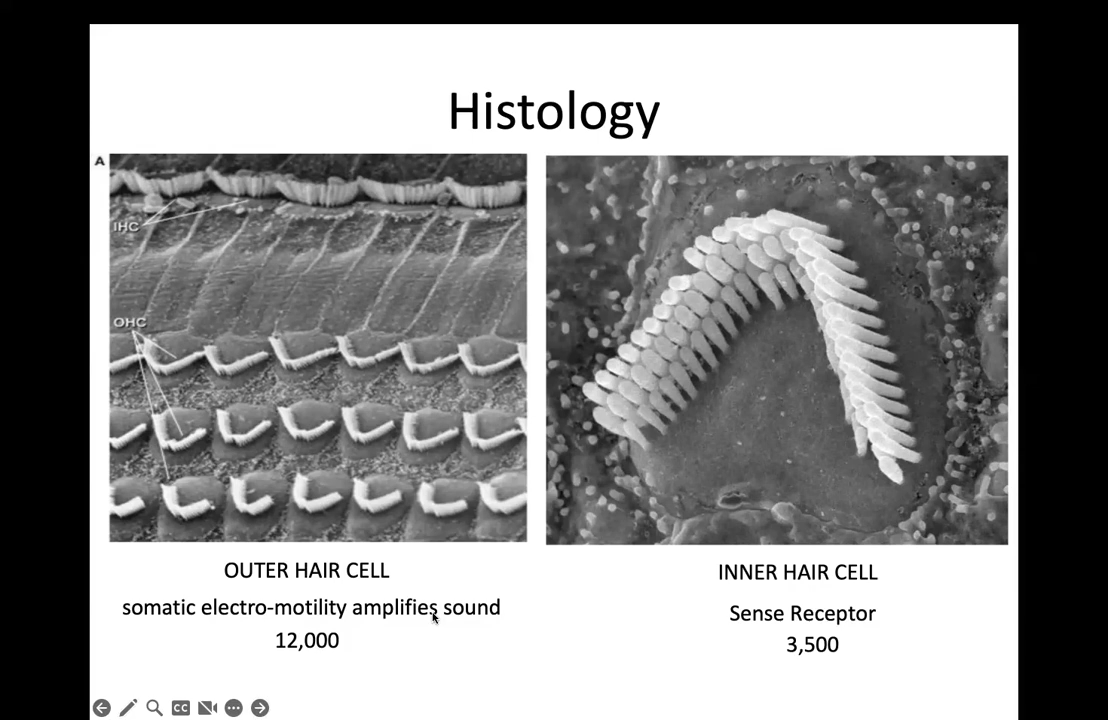 Histology
A
IHC
OHC
OUTER HAIR CELL
somatic electro-motility amplifies sound
12,000
INNER HAIR CELL
Sense Receptor
3,500
CC